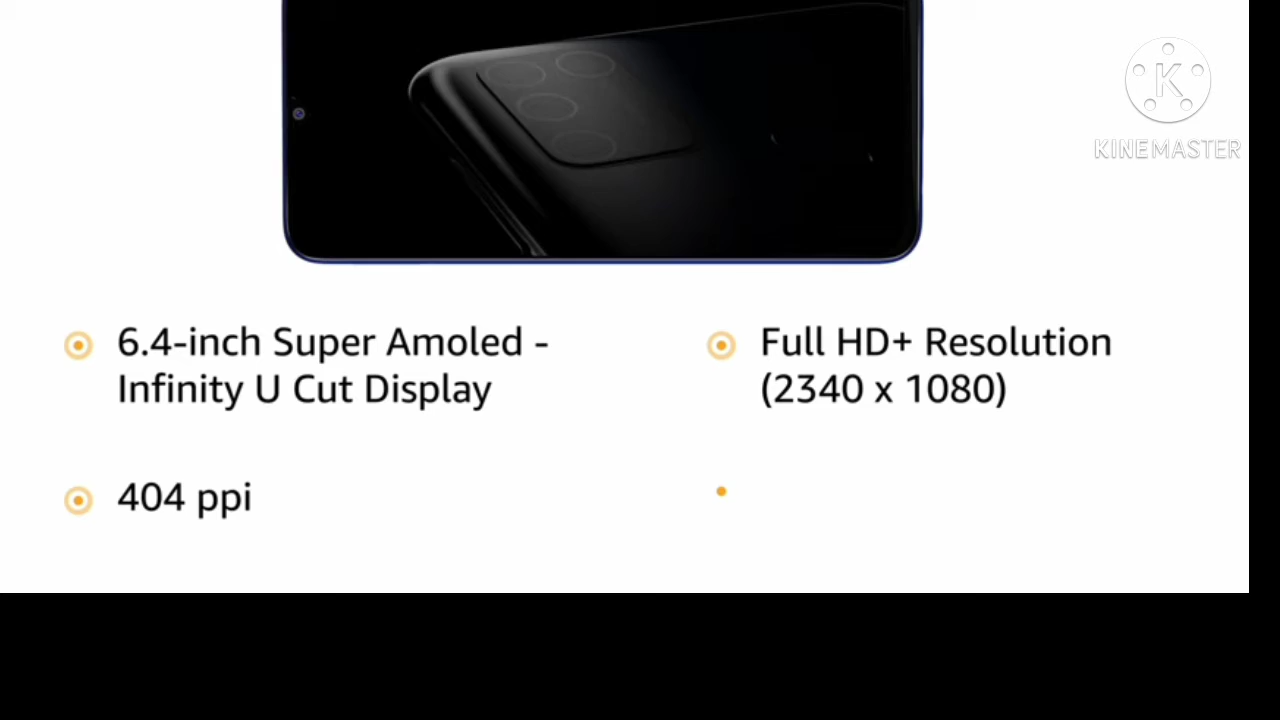 K
KINEMASTER
6.4-inch Super Amoled -
Infinity U Cut Display
Full HD+ Resolution
(2340 x 1080)
404 ppi